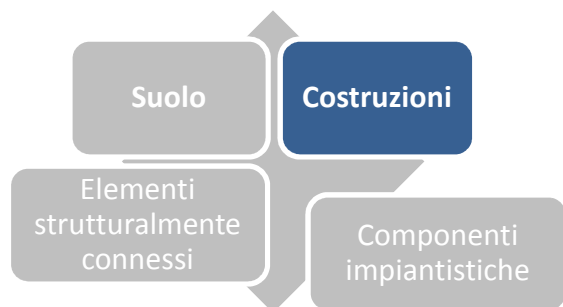 Suolo
Costruzioni
Elementi
strutturalmente
connessi
Componenti
impiantistiche